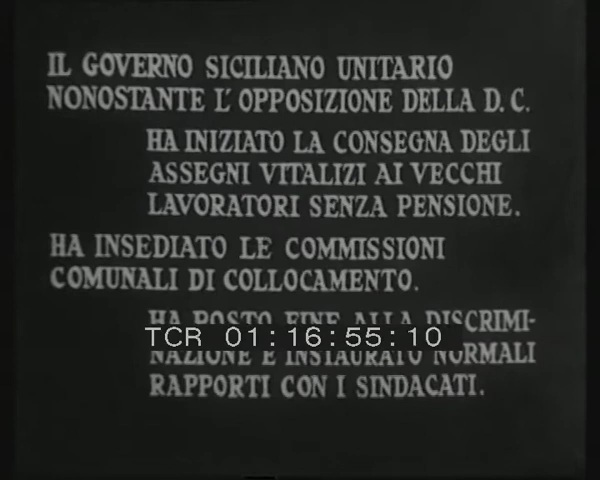 IL GOVERNO SICILIANO UNITARIO
NONOSTANTE L'OPPOSIZIONE DELLA D.C.
HA INIZIATO LA CONSEGNA DEGLI
ASSEGNI VITALIZI AI VECCHI
LAVORATORI SENZA PENSIONE.
HA INSEDIATO LE COMMISSIONI
COMUNALI DI COLLOCAMENTO.
HA POSTO FINE ALLA DISCRIMI-
TCR 01:16:55:10
NAZIONE E INSTAURATO NORMALI
RAPPORTI CON I SINDACATI.